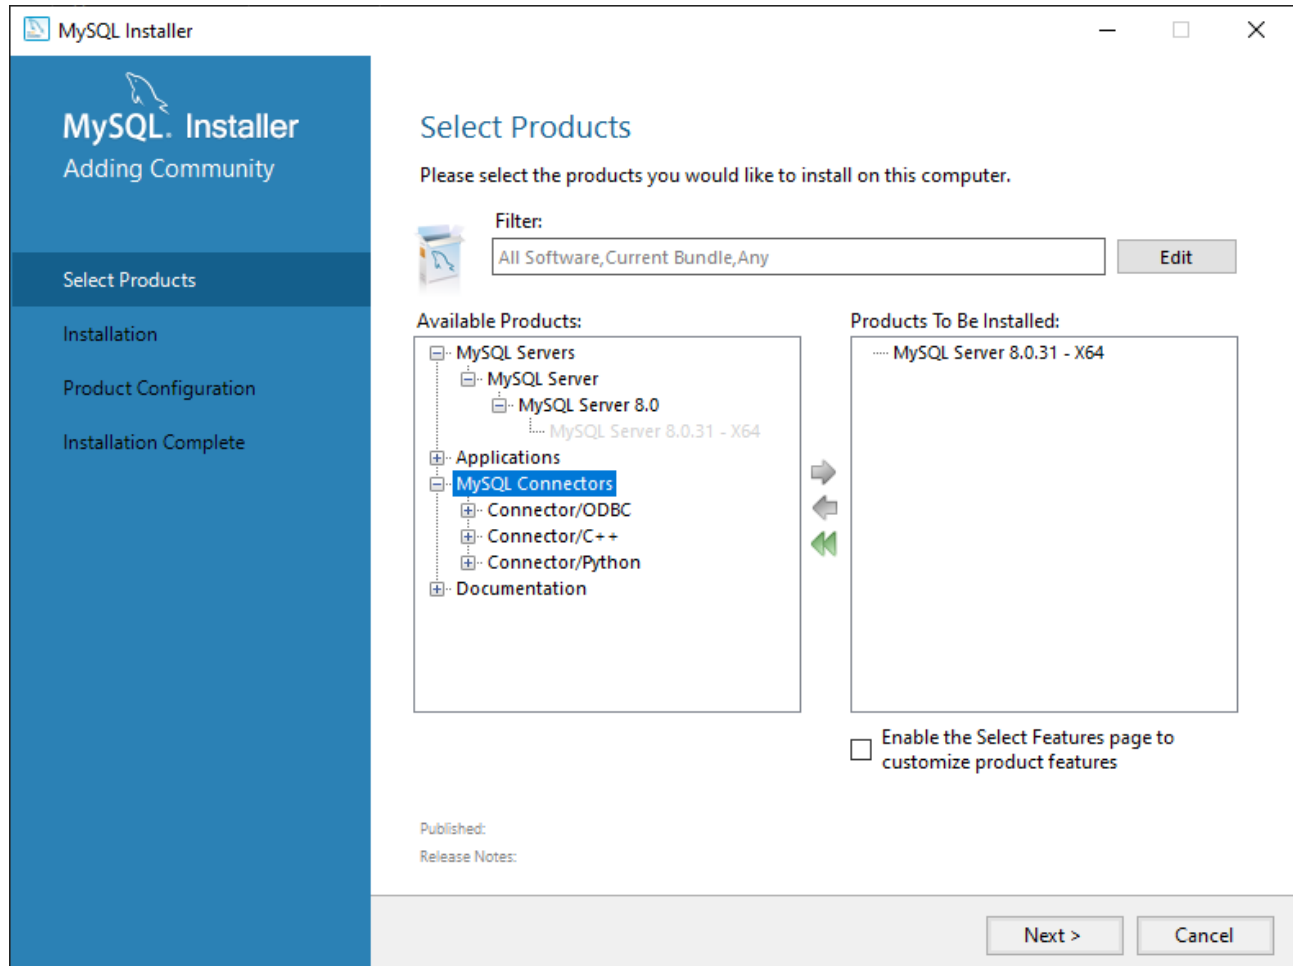 MySQL Installer
MySQL. Installer
Adding Community
Select Products
Installation
Product Configuration
Installation Complete
Select Products
Please select the products you would like to install on this computer.
Filter:
All Software,Current Bundle,Any
Edit
Available Products:
MySQL Servers
MySQL Server
MySQL Server 8.0
MySQL Server 8.0.31 - X64
Applications
MySQL Connectors
Connector/ODBC
Connector/C++
Connector/Python
Documentation
Products To Be Installed:
MySQL Server 8.0.31 - X64
Enable the Select Features page to
customize product features
Published:
Release Notes:
Next >
Cancel